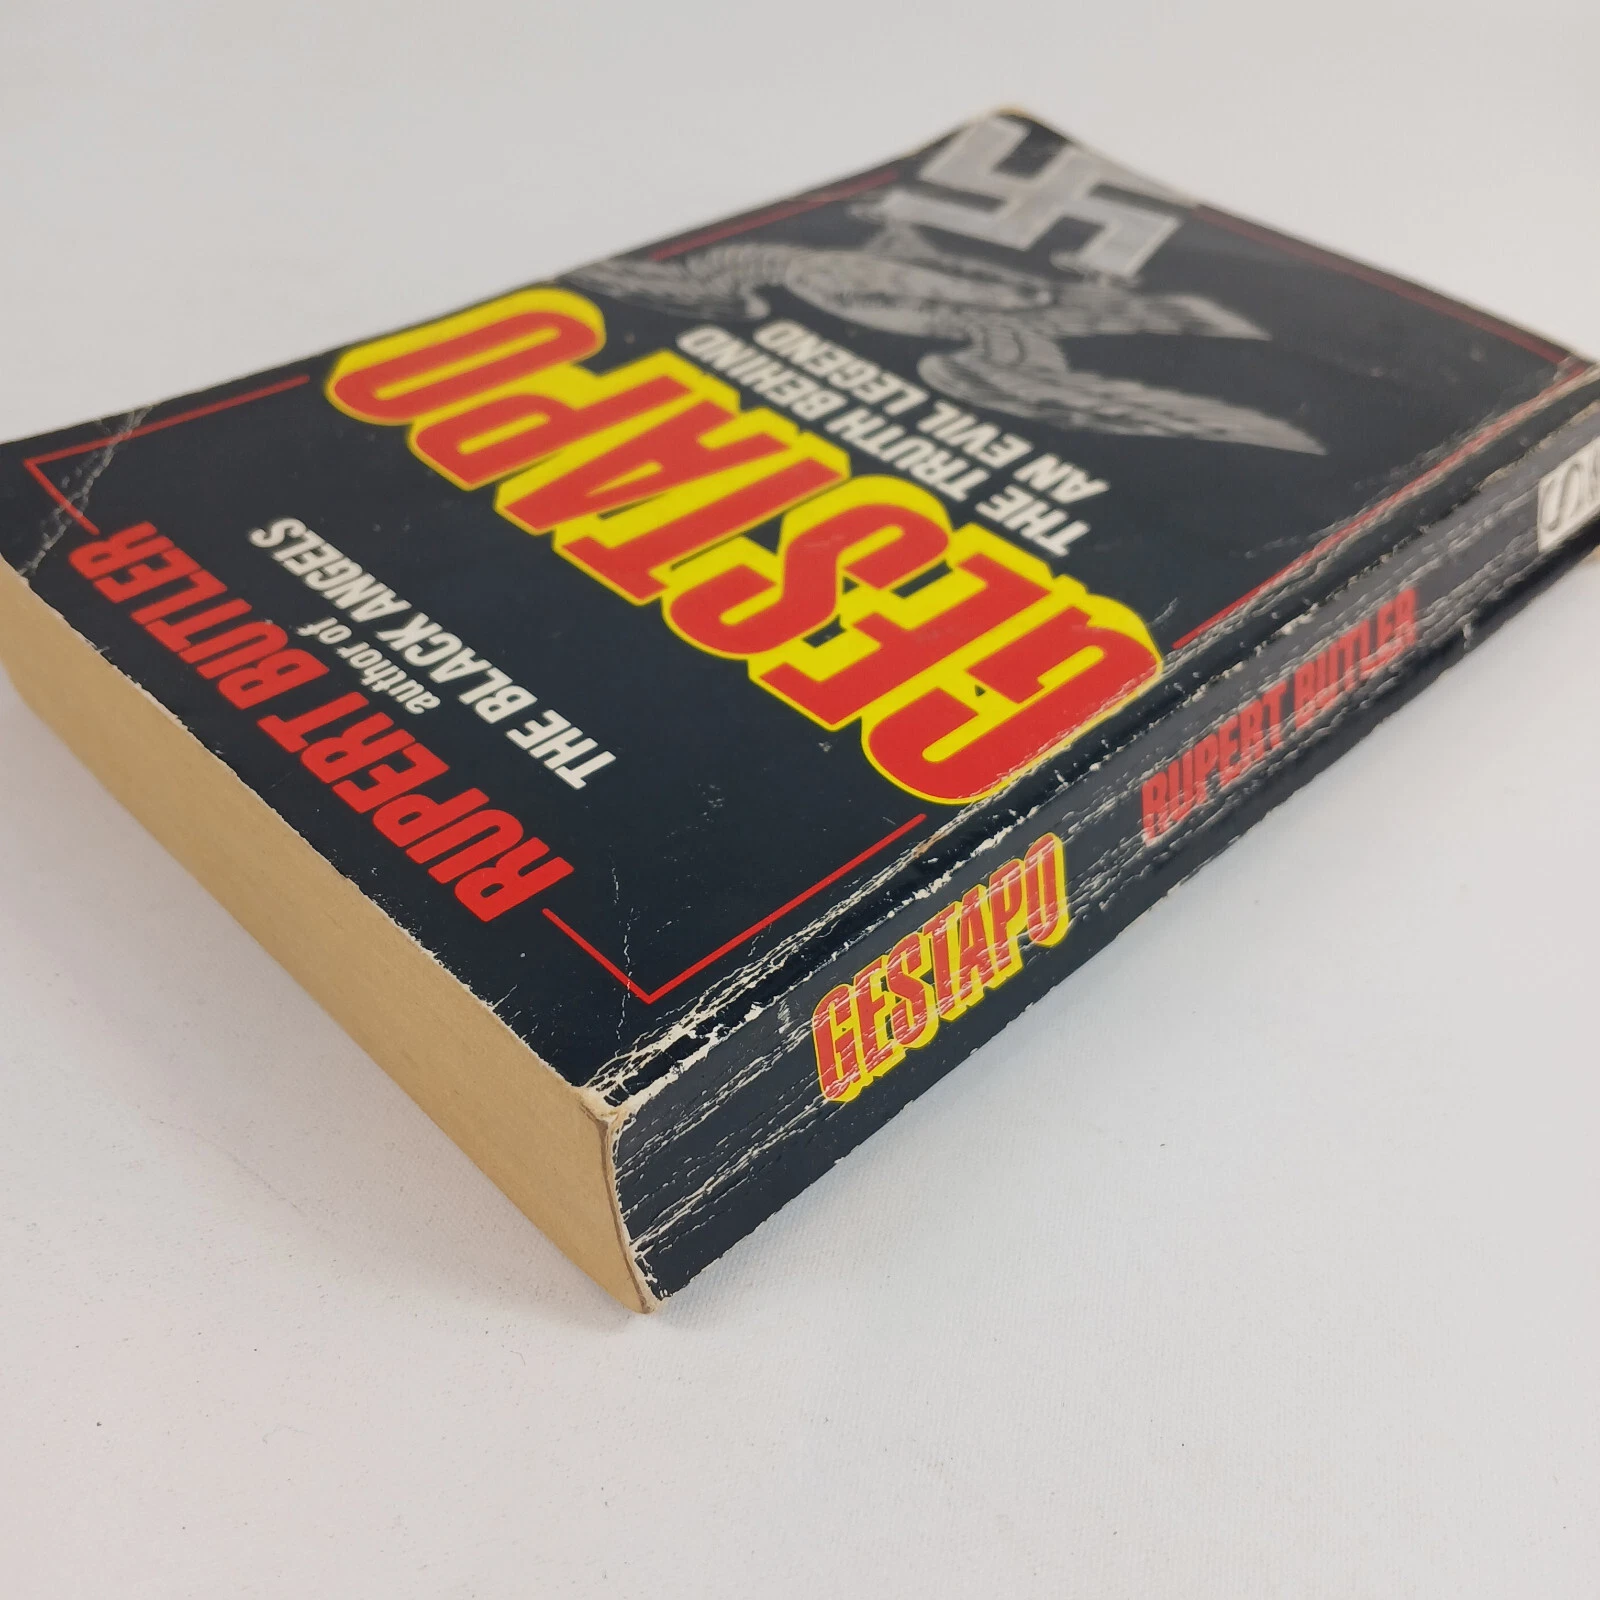 RUPERT BUTLER
author of
THE BLACK ANGELS
GESTAPO
THE TRUTH BEHIND
AN EVIL LEGEND
GESTAPO
RUPERT BUTLER